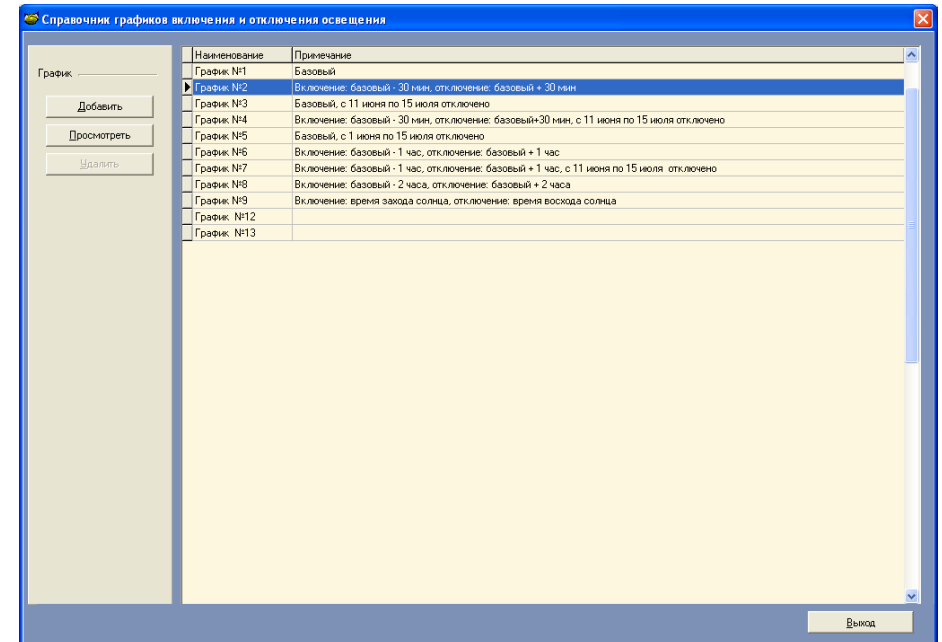 Справочник графиков включения и отключения освещения
График
Добавить
Просмотреть
Удалить
Наименование Примечание
График №1 Базовый
График №2 Включение: базовый - 30 мин, отключение: базовый + 30 мин
График №3 Базовый, с 11 июня по 15 июля отключено
График №4 Включение: базовый - 30 мин, отключение: базовый+30 мин, с 11 июня по 15 июля отключено
График №5 Базовый, с 1 июня по 15 июля отключено
График №6 Включение: базовый - 1 час, отключение: базовый + 1 час
График №7 Включение: базовый - 1 час, отключение: базовый + 1 час, с 11 июня по 15 июля отключено
График №8 Включение: базовый - 2 часа, отключение: базовый + 2 часа
График №9 Включение: время захода солнца, отключение: время восхода солнца
График №12
График №13
Выход